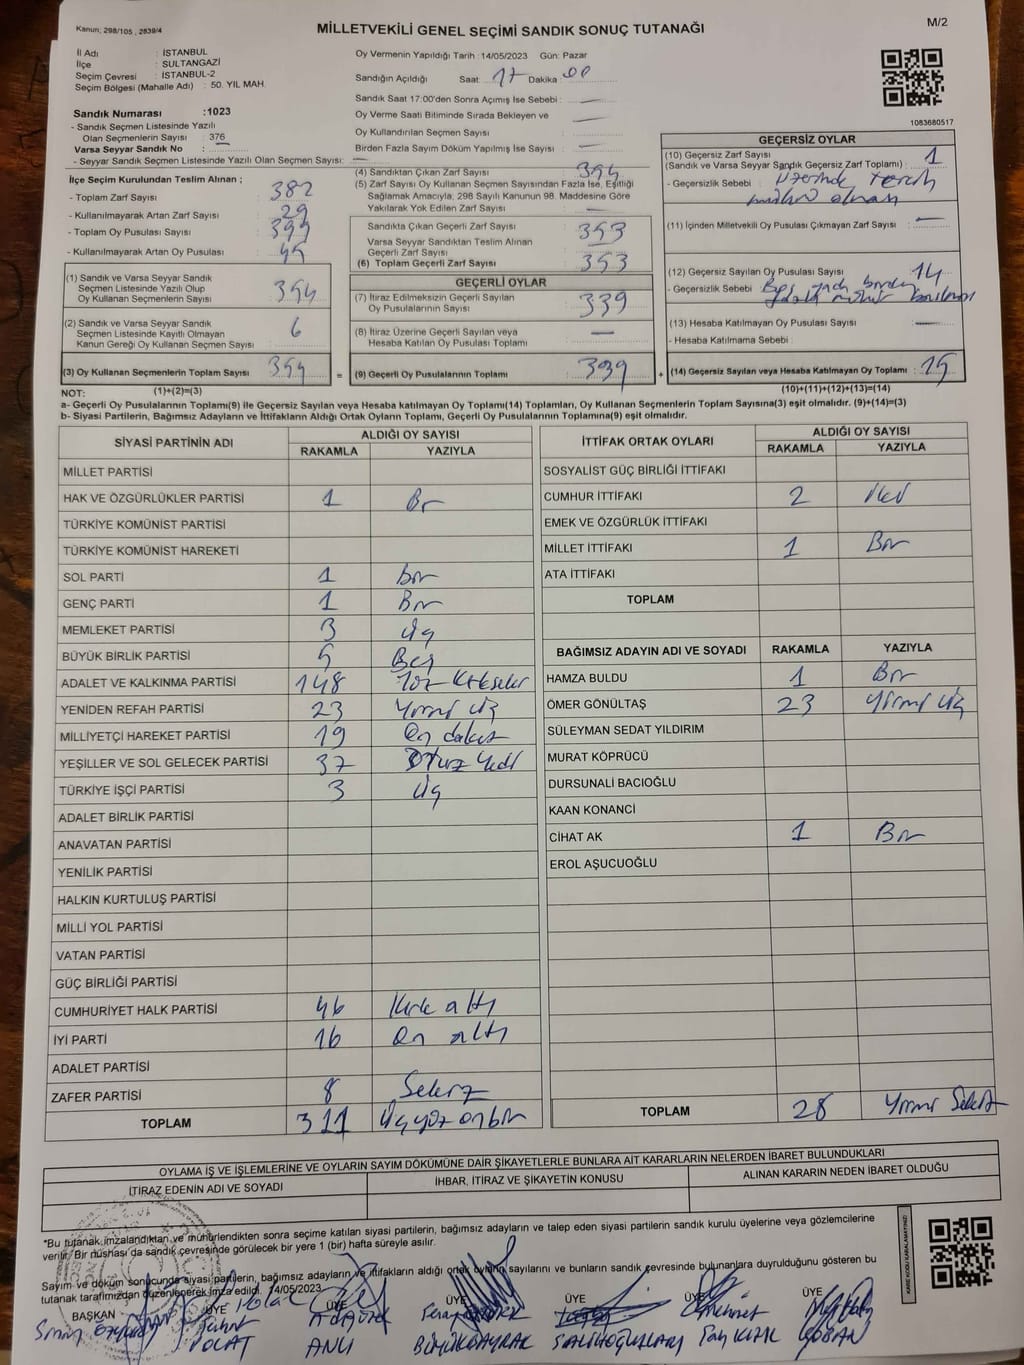 Kanun; 298/105 , 2839/4
MİLLETVEKİLİ GENEL SEÇİMİ SANDIK SONUÇ TUTANAĞI
M/2
İl Adı : İSTANBUL
İlçe : SULTANGAZİ
Seçim Çevresi : İSTANBUL-2
Seçim Bölgesi (Mahalle Adı) : 50. YIL MAH.
Sandık Numarası :1023
- Sandık Seçmen Listesinde Yazılı
Olan Seçmenlerin Sayısı : 376
Varsa Seyyar Sandık No :
- Seyyar Sandık Seçmen Listesinde Yazılı Olan Seçmen Sayısı: —
Oy Vermenin Yapıldığı Tarih : 14/05/2023 Gün: Pazar
Sandığın Açıldığı Saat: 17 Dakika 00
Sandık Saat 17:00'den Sonra Açımış İse Sebebi : —
Oy Verme Saati Bitiminde Sırada Bekleyen ve
Oy Kullandırılan Seçmen Sayısı : —
Birden Fazla Sayım Döküm Yapılmış İse Sayısı : —
1083680517
İlçe Seçim Kurulundan Teslim Alınan ;
- Toplam Zarf Sayısı : 382
- Kullanılmayarak Artan Zarf Sayısı : 29
- Toplam Oy Pusulası Sayısı : 399
- Kullanılmayarak Artan Oy Pusulası : 45
(1) Sandık ve Varsa Seyyar Sandık
Seçmen Listesinde Yazılı Olup
Oy Kullanan Seçmenlerin Sayısı : 354
(2) Sandık ve Varsa Seyyar Sandık
Seçmen Listesinde Kayıtlı Olmayan
Kanun Gereği Oy Kullanan Seçmen Sayısı : 6
(3) Oy Kullanan Seçmenlerin Toplam Sayısı : 354 =
(4) Sandıktan Çıkan Zarf Sayısı : 354
(5) Zarf Sayısı Oy Kullanan Seçmen Sayısından Fazla İse, Eşitliği
Sağlamak Amacıyla, 298 Sayılı Kanunun 98. Maddesine Göre
Yakılarak Yok Edilen Zarf Sayısı : —
Sandıkta Çıkan Geçerli Zarf Sayısı : 353
Varsa Seyyar Sandıktan Teslim Alınan
Geçerli Zarf Sayısı : —
(6) Toplam Geçerli Zarf Sayısı : 353
GEÇERLİ OYLAR
(7) İtiraz Edilmeksizin Geçerli Sayılan
Oy Pusulalarının Sayısı : 339
(8) İtiraz Üzerine Geçerli Sayılan veya
Hesaba Katılan Oy Pusulası Toplamı : —
(9) Geçerli Oy Pusulalarının Toplamı : 339 +
GEÇERSİZ OYLAR
(10) Geçersiz Zarf Sayısı
(Sandık ve Varsa Seyyar Sandık Geçersiz Zarf Toplamı) : 1
- Geçersizlik Sebebi : üzerinde tercih
mührü olması
(11) İçinden Milletvekili Oy Pusulası Çıkmayan Zarf Sayısı : —
(12) Geçersiz Sayılan Oy Pusulası Sayısı : 14
- Geçersizlik Sebebi : birden
fazla mühür basılması
(13) Hesaba Katılmayan Oy Pusulası Sayısı : —
- Hesaba Katılmama Sebebi :
(14) Geçersiz Sayılan veya Hesaba Katılmayan Oy Toplamı : 15
NOT: (1)+(2)=(3) (10)+(11)+(12)+(13)=(14)
a- Geçerli Oy Pusulalarının Toplamı(9) ile Geçersiz Sayılan veya Hesaba katılmayan Oy Toplamı(14) Toplamları, Oy Kullanan Seçmenlerin Toplam Sayısına(3) eşit olmalıdır. (9)+(14)=(3)
b- Siyasi Partilerin, Bağımsız Adayların ve İttifakların Aldığı Ortak Oyların Toplamı, Geçerli Oy Pusulalarının Toplamına(9) eşit olmalıdır.
SİYASİ PARTİNİN ADI ALDIĞI OY SAYISI
RAKAMLA YAZIYLA
MİLLET PARTİSİ
HAK VE ÖZGÜRLÜKLER PARTİSİ 1 Bir
TÜRKİYE KOMÜNİST PARTİSİ
TÜRKİYE KOMÜNİST HAREKETİ
SOL PARTİ 1 bir
GENÇ PARTİ 1 Bir
MEMLEKET PARTİSİ 3 üç
BÜYÜK BİRLİK PARTİSİ 5 Beş
ADALET VE KALKINMA PARTİSİ 148 Yüz Kırksekiz
YENİDEN REFAH PARTİSİ 23 Yirmi üç
MİLLİYETÇİ HAREKET PARTİSİ 19 On dokuz
YEŞİLLER VE SOL GELECEK PARTİSİ 37 Otuz Yedi
TÜRKİYE İŞÇİ PARTİSİ 3 üç
ADALET BİRLİK PARTİSİ
ANAVATAN PARTİSİ
YENİLİK PARTİSİ
HALKIN KURTULUŞ PARTİSİ
MİLLİ YOL PARTİSİ
VATAN PARTİSİ
GÜÇ BİRLİĞİ PARTİSİ
CUMHURİYET HALK PARTİSİ 46 Kırk altı
İYİ PARTİ 16 On altı
ADALET PARTİSİ
ZAFER PARTİSİ 8 Sekiz
TOPLAM 311 Üçyüz onbir
İTTİFAK ORTAK OYLARI ALDIĞI OY SAYISI
RAKAMLA YAZIYLA
SOSYALİST GÜÇ BİRLİĞİ İTTİFAKI
CUMHUR İTTİFAKI 2 iki
EMEK VE ÖZGÜRLÜK İTTİFAKI
MİLLET İTTİFAKI 1 Bir
ATA İTTİFAKI
TOPLAM
BAĞIMSIZ ADAYIN ADI VE SOYADI RAKAMLA YAZIYLA
HAMZA BULDU 1 Bir
ÖMER GÖNÜLTAŞ 23 Yirmi üç
SÜLEYMAN SEDAT YILDIRIM
MURAT KÖPRÜCÜ
DURSUNALİ BACIOĞLU
KAAN KONANCİ
CİHAT AK 1 Bir
EROL AŞUCUOĞLU
TOPLAM 28 Yirmi Sekiz
OYLAMA İŞ VE İŞLEMLERİNE VE OYLARIN SAYIM DÖKÜMÜNE DAİR ŞİKAYETLERLE BUNLARA AİT KARARLARIN NELERDEN İBARET BULUNDUKLARI
İTİRAZ EDENİN ADI VE SOYADI İHBAR, İTİRAZ VE ŞİKAYETİN KONUSU ALINAN KARARIN NEDEN İBARET OLDUĞU
*Bu tutanak,imzalandıktan ve mühürlendikten sonra seçime katılan siyasi partilerin, bağımsız adayların ve talep eden siyasi partilerin sandık kurulu üyelerine veya gözlemcilerine
verilir. Bir nüshası da sandık çevresinde görülecek bir yere 1 (bir) hafta süreyle asılır.
Sayım ve döküm sonucunda siyasi partilerin, bağımsız adayların ve ittifakların aldığı ortak oyların sayılarını ve bunların sandık çevresinde bulunanlara duyrulduğunu gösteren bu
tutanak tarafımızdan düzenlenerek imza edildi. 14/05/2023
BAŞKAN ÜYE ÜYE ÜYE ÜYE ÜYE ÜYE
POLAT ANLI BÜYÜKBAYRAK ÇOBAN
KARE KODU KARALAMAYINIZ!